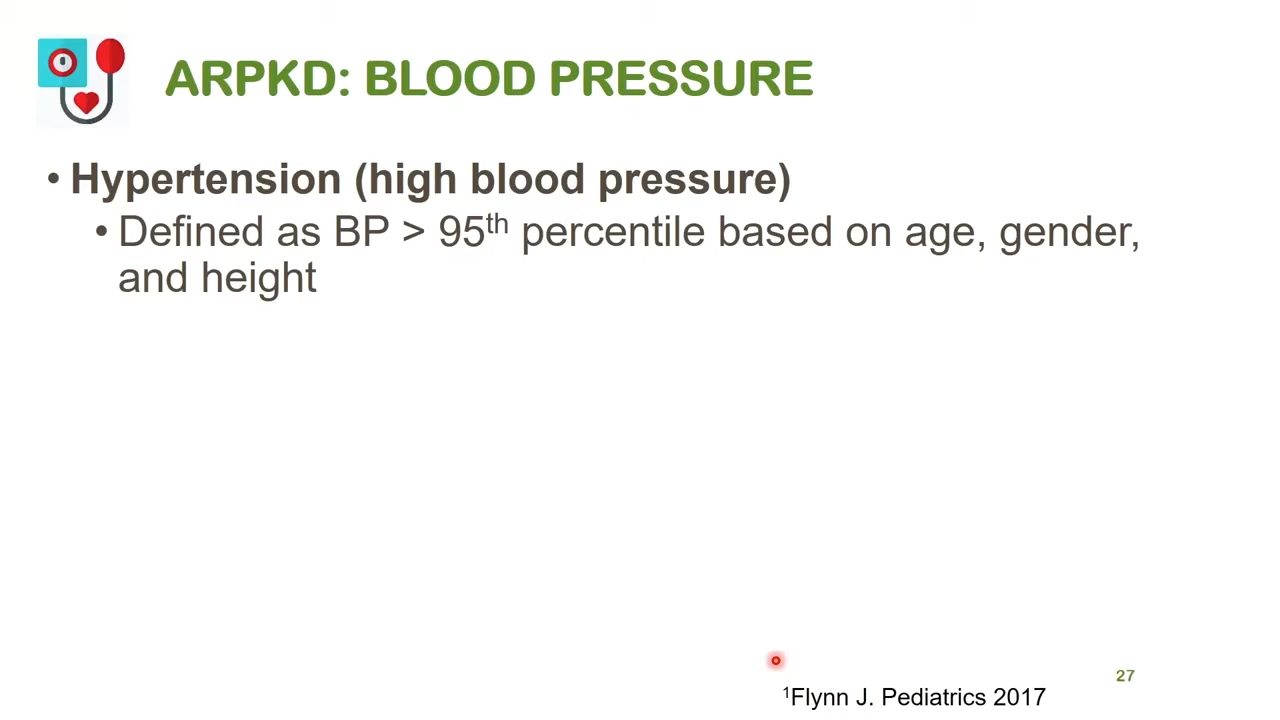 ARPKD: BLOOD PRESSURE
• Hypertension (high blood pressure)
• Defined as BP > 95th percentile based on age, gender,
and height
27
1Flynn J. Pediatrics 2017